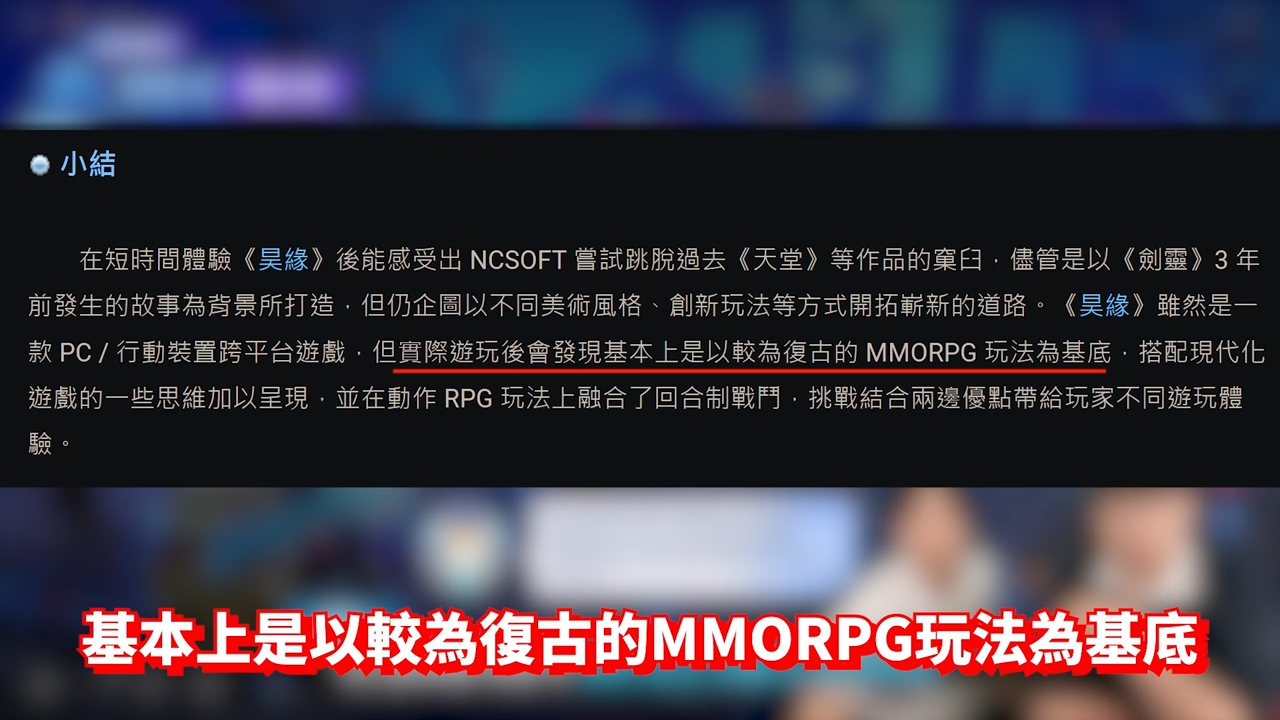 小結
在短時間體驗《昊緣》後能感受出 NCSOFT 嘗試跳脫過去《天堂》等作品的窠臼，儘管是以《劍靈》3 年
前發生的故事為背景所打造，但仍企圖以不同美術風格、創新玩法等方式開拓嶄新的道路。《昊緣》雖然是一
款 PC / 行動裝置跨平台遊戲，但實際遊玩後會發現基本上是以較為復古的 MMORPG 玩法為基底，搭配現代化
遊戲的一些思維加以呈現，並在動作 RPG 玩法上融合了回合制戰鬥，挑戰結合兩邊優點帶給玩家不同遊玩體
驗。
基本上是以較為復古的MMORPG玩法為基底